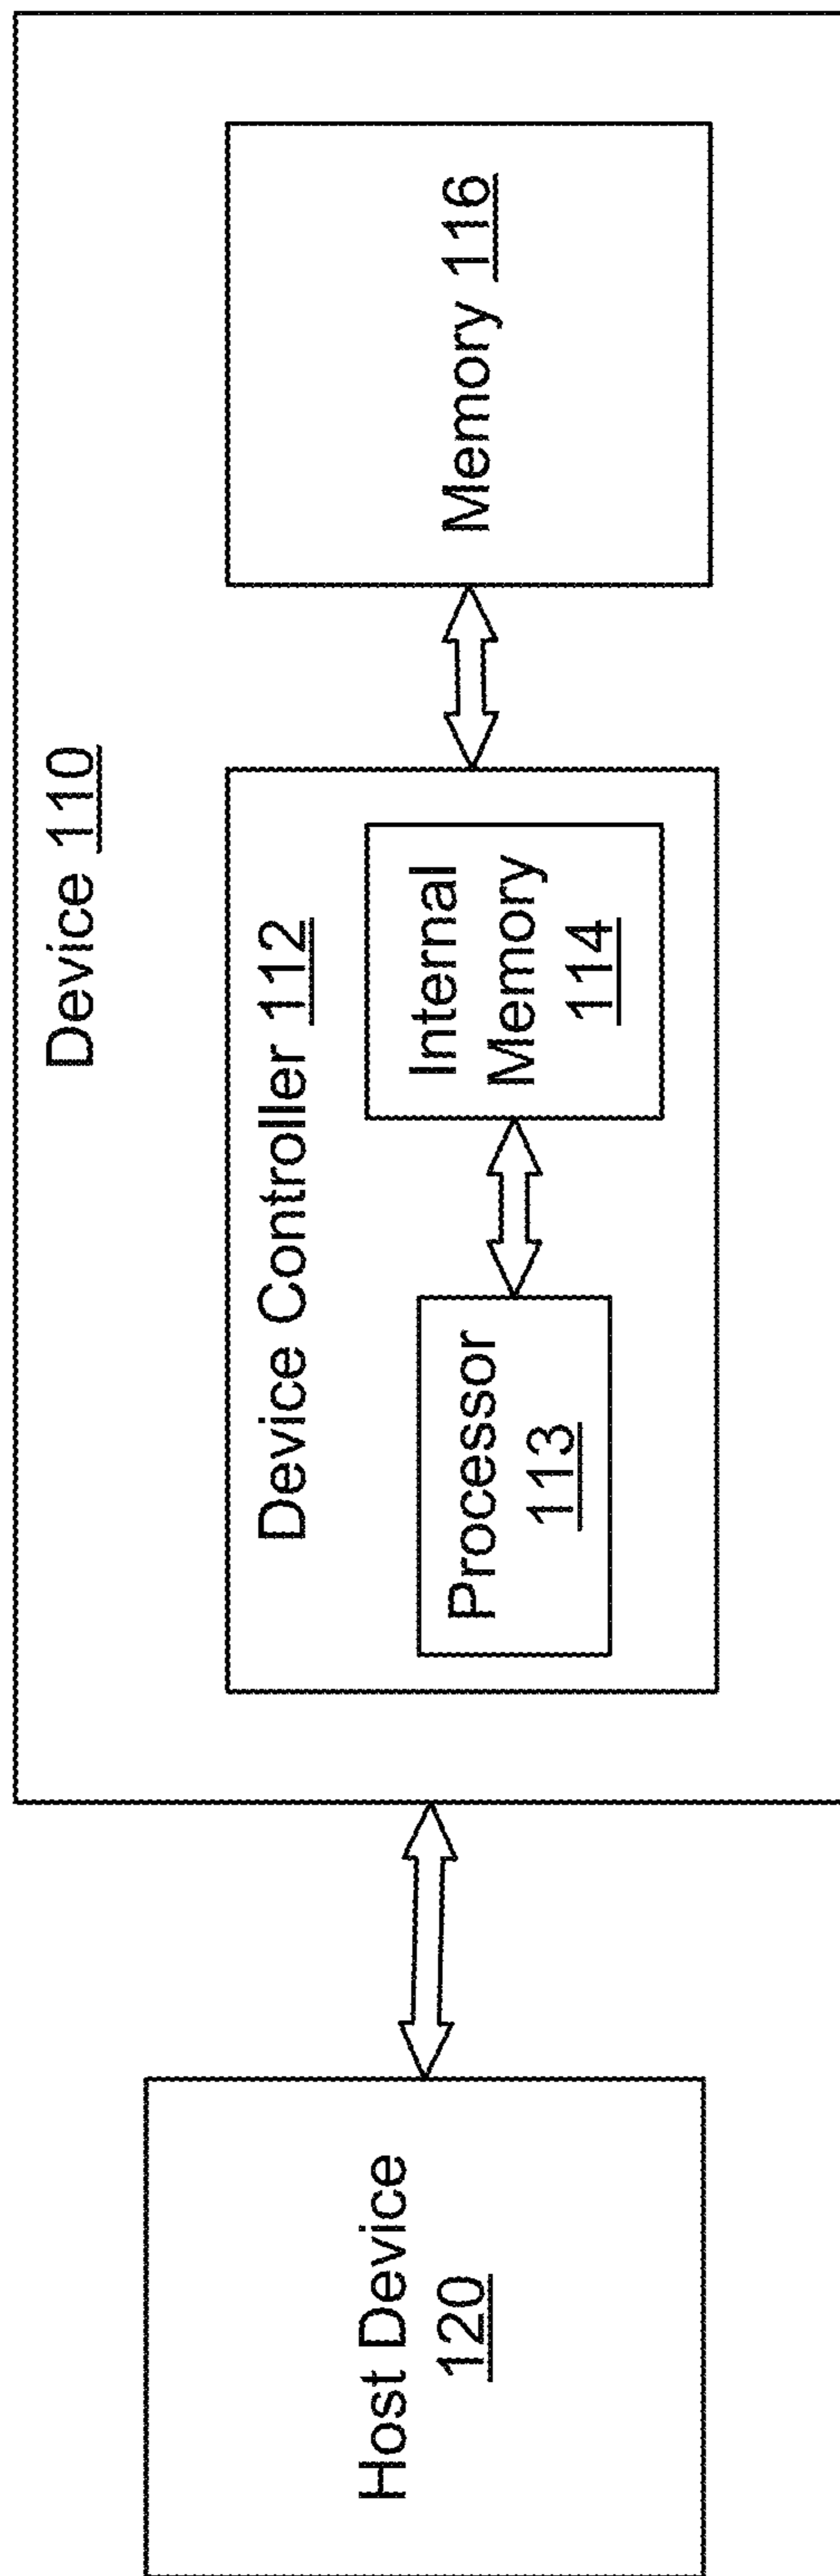 Device 110
Host Device
120
Device Controller 112
Processor
113
Internal
Memory
114
Memory 116